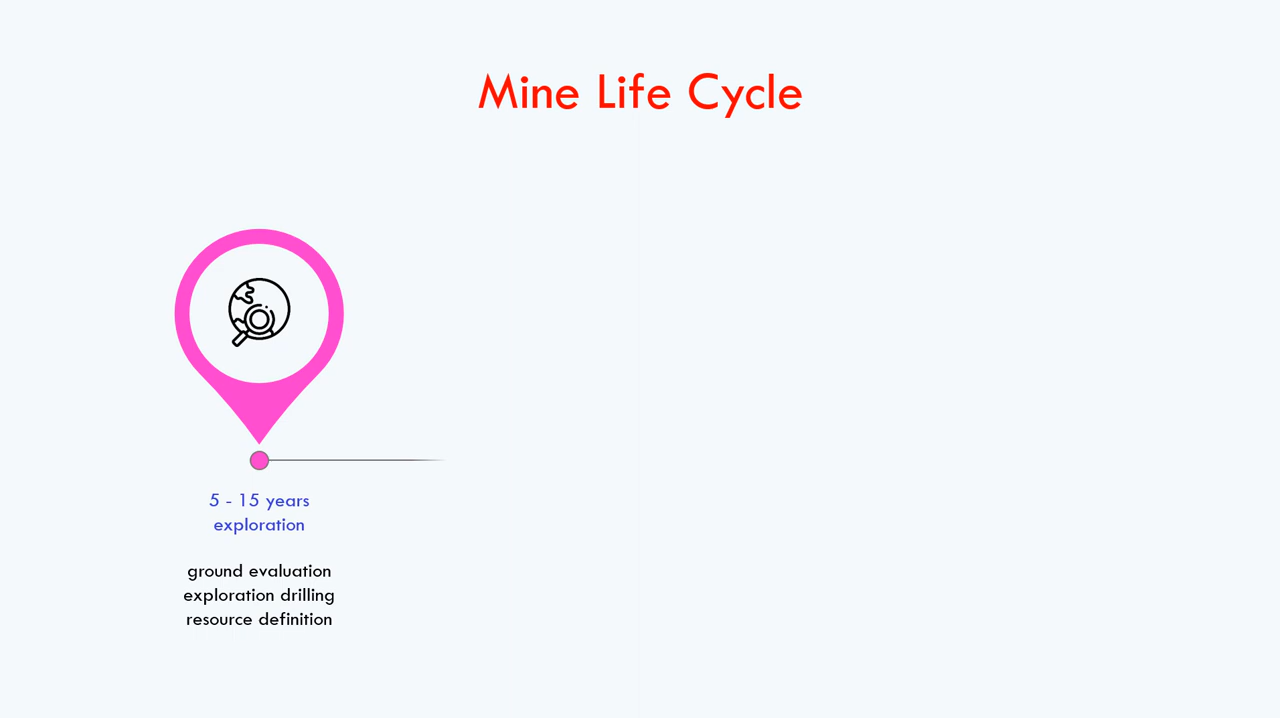 Mine Life Cycle
5 - 15 years
exploration
ground evaluation
exploration drilling
resource definition